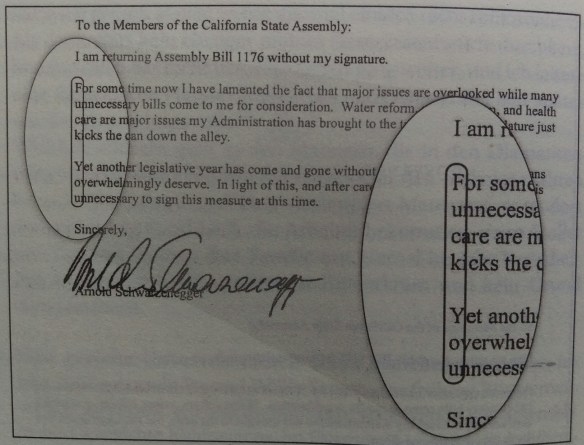 To the Members of the California State Assembly:
I am returning Assembly Bill 1176 without my signature.
For some time now I have lamented the fact that major issues are overlooked while many
unnecessary bills come to me for consideration. Water reform, and health
care are major issues my Administration has brought to the just
kicks the can down the alley.
Yet another legislative year has come and gone without
overwhelmingly deserve. In light of this, and after
unnecessary to sign this measure at this time.
Sincerely,
Arnold Schwarzenegger
I am
For some
unnecessa
care are m
kicks the
Yet anoth
overwhel
unnecess
Since